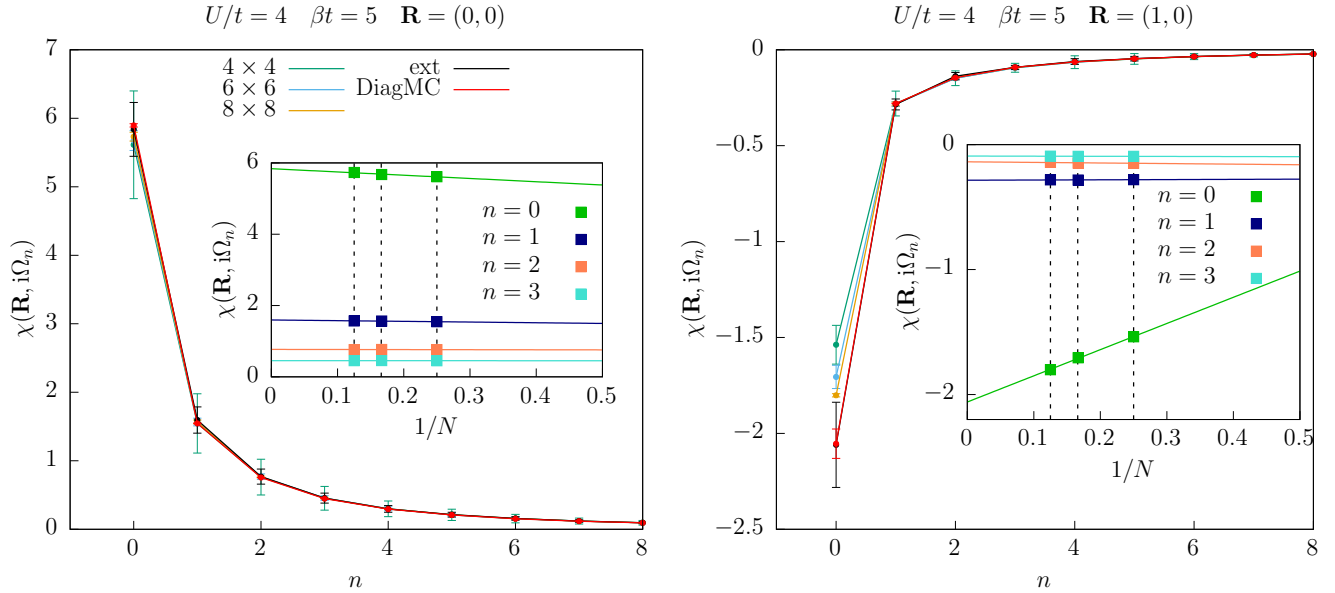 U/t = 4 βt = 5 R = (0, 0)
χ(R, iΩₙ)
7
6
5
4
3
2
1
0
4 × 4
6 × 6
8 × 8
ext
DiagMC
χ(R, iΩₙ)
6
4
2
0
n = 0
n = 1
n = 2
n = 3
0 0.1 0.2 0.3 0.4 0.5
1/N
0 2 4 6 8
n
U/t = 4 βt = 5 R = (1, 0)
χ(R, iΩₙ)
0
−0.5
−1
−1.5
−2
−2.5
χ(R, iΩₙ)
−0
−1
−2
n = 0
n = 1
n = 2
n = 3
0 0.1 0.2 0.3 0.4 0.5
1/N
0 2 4 6 8
n